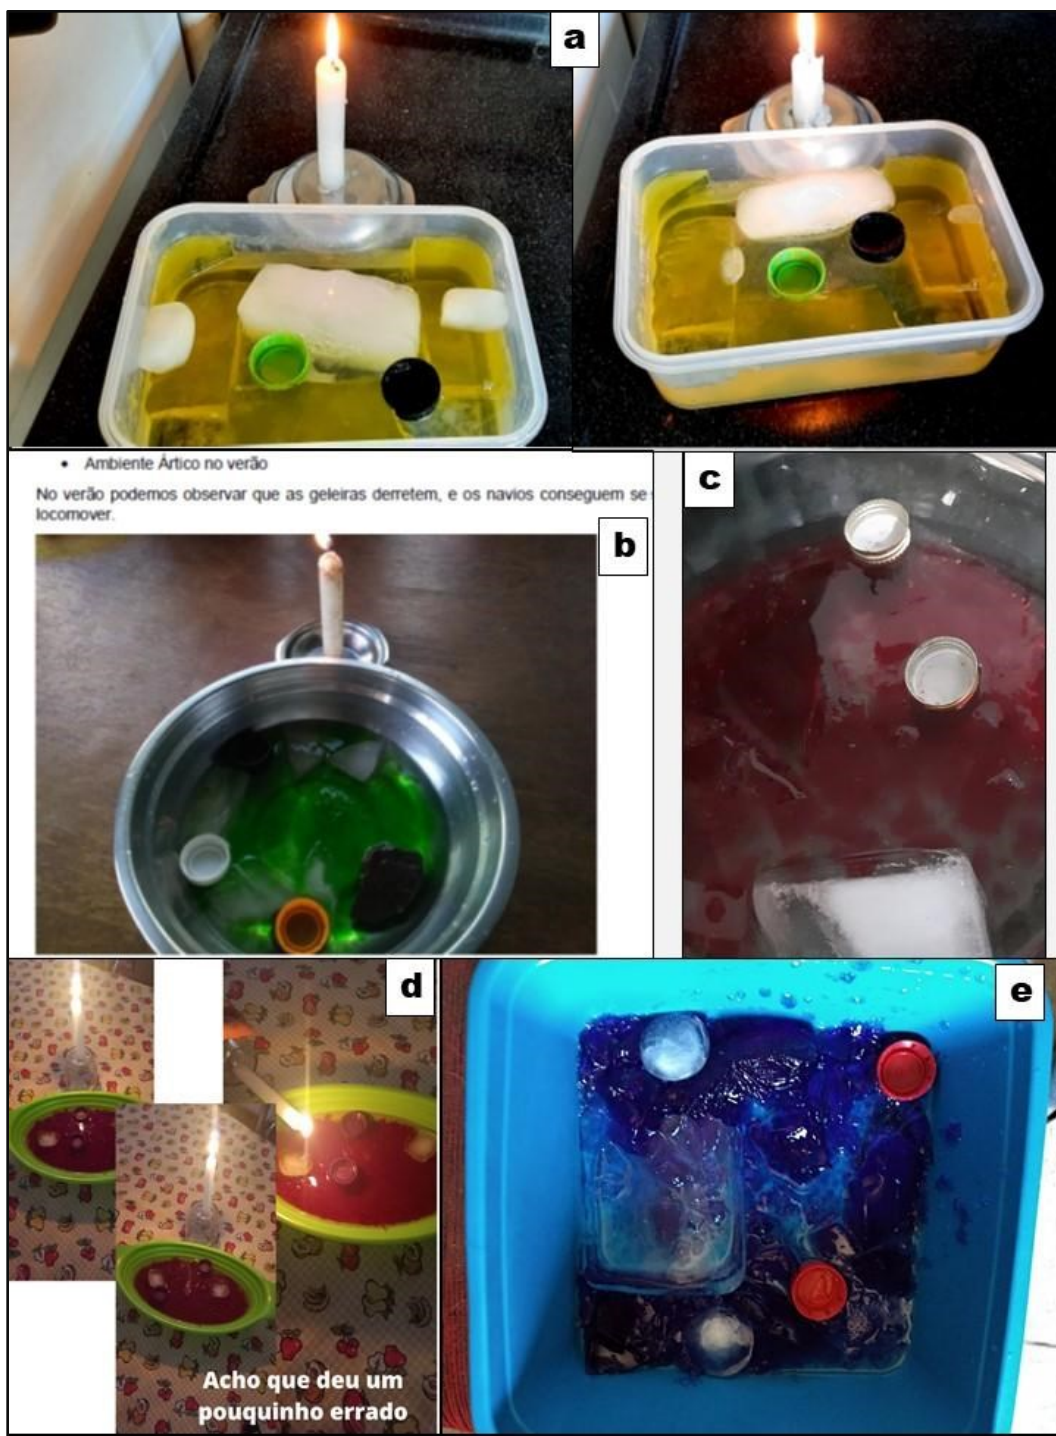 a
• Ambiente Ártico no verão
No verão podemos observar que as geleiras derretem, e os navios conseguem se
locomover.
b
c
d
Acho que deu um
pouquinho errado
e